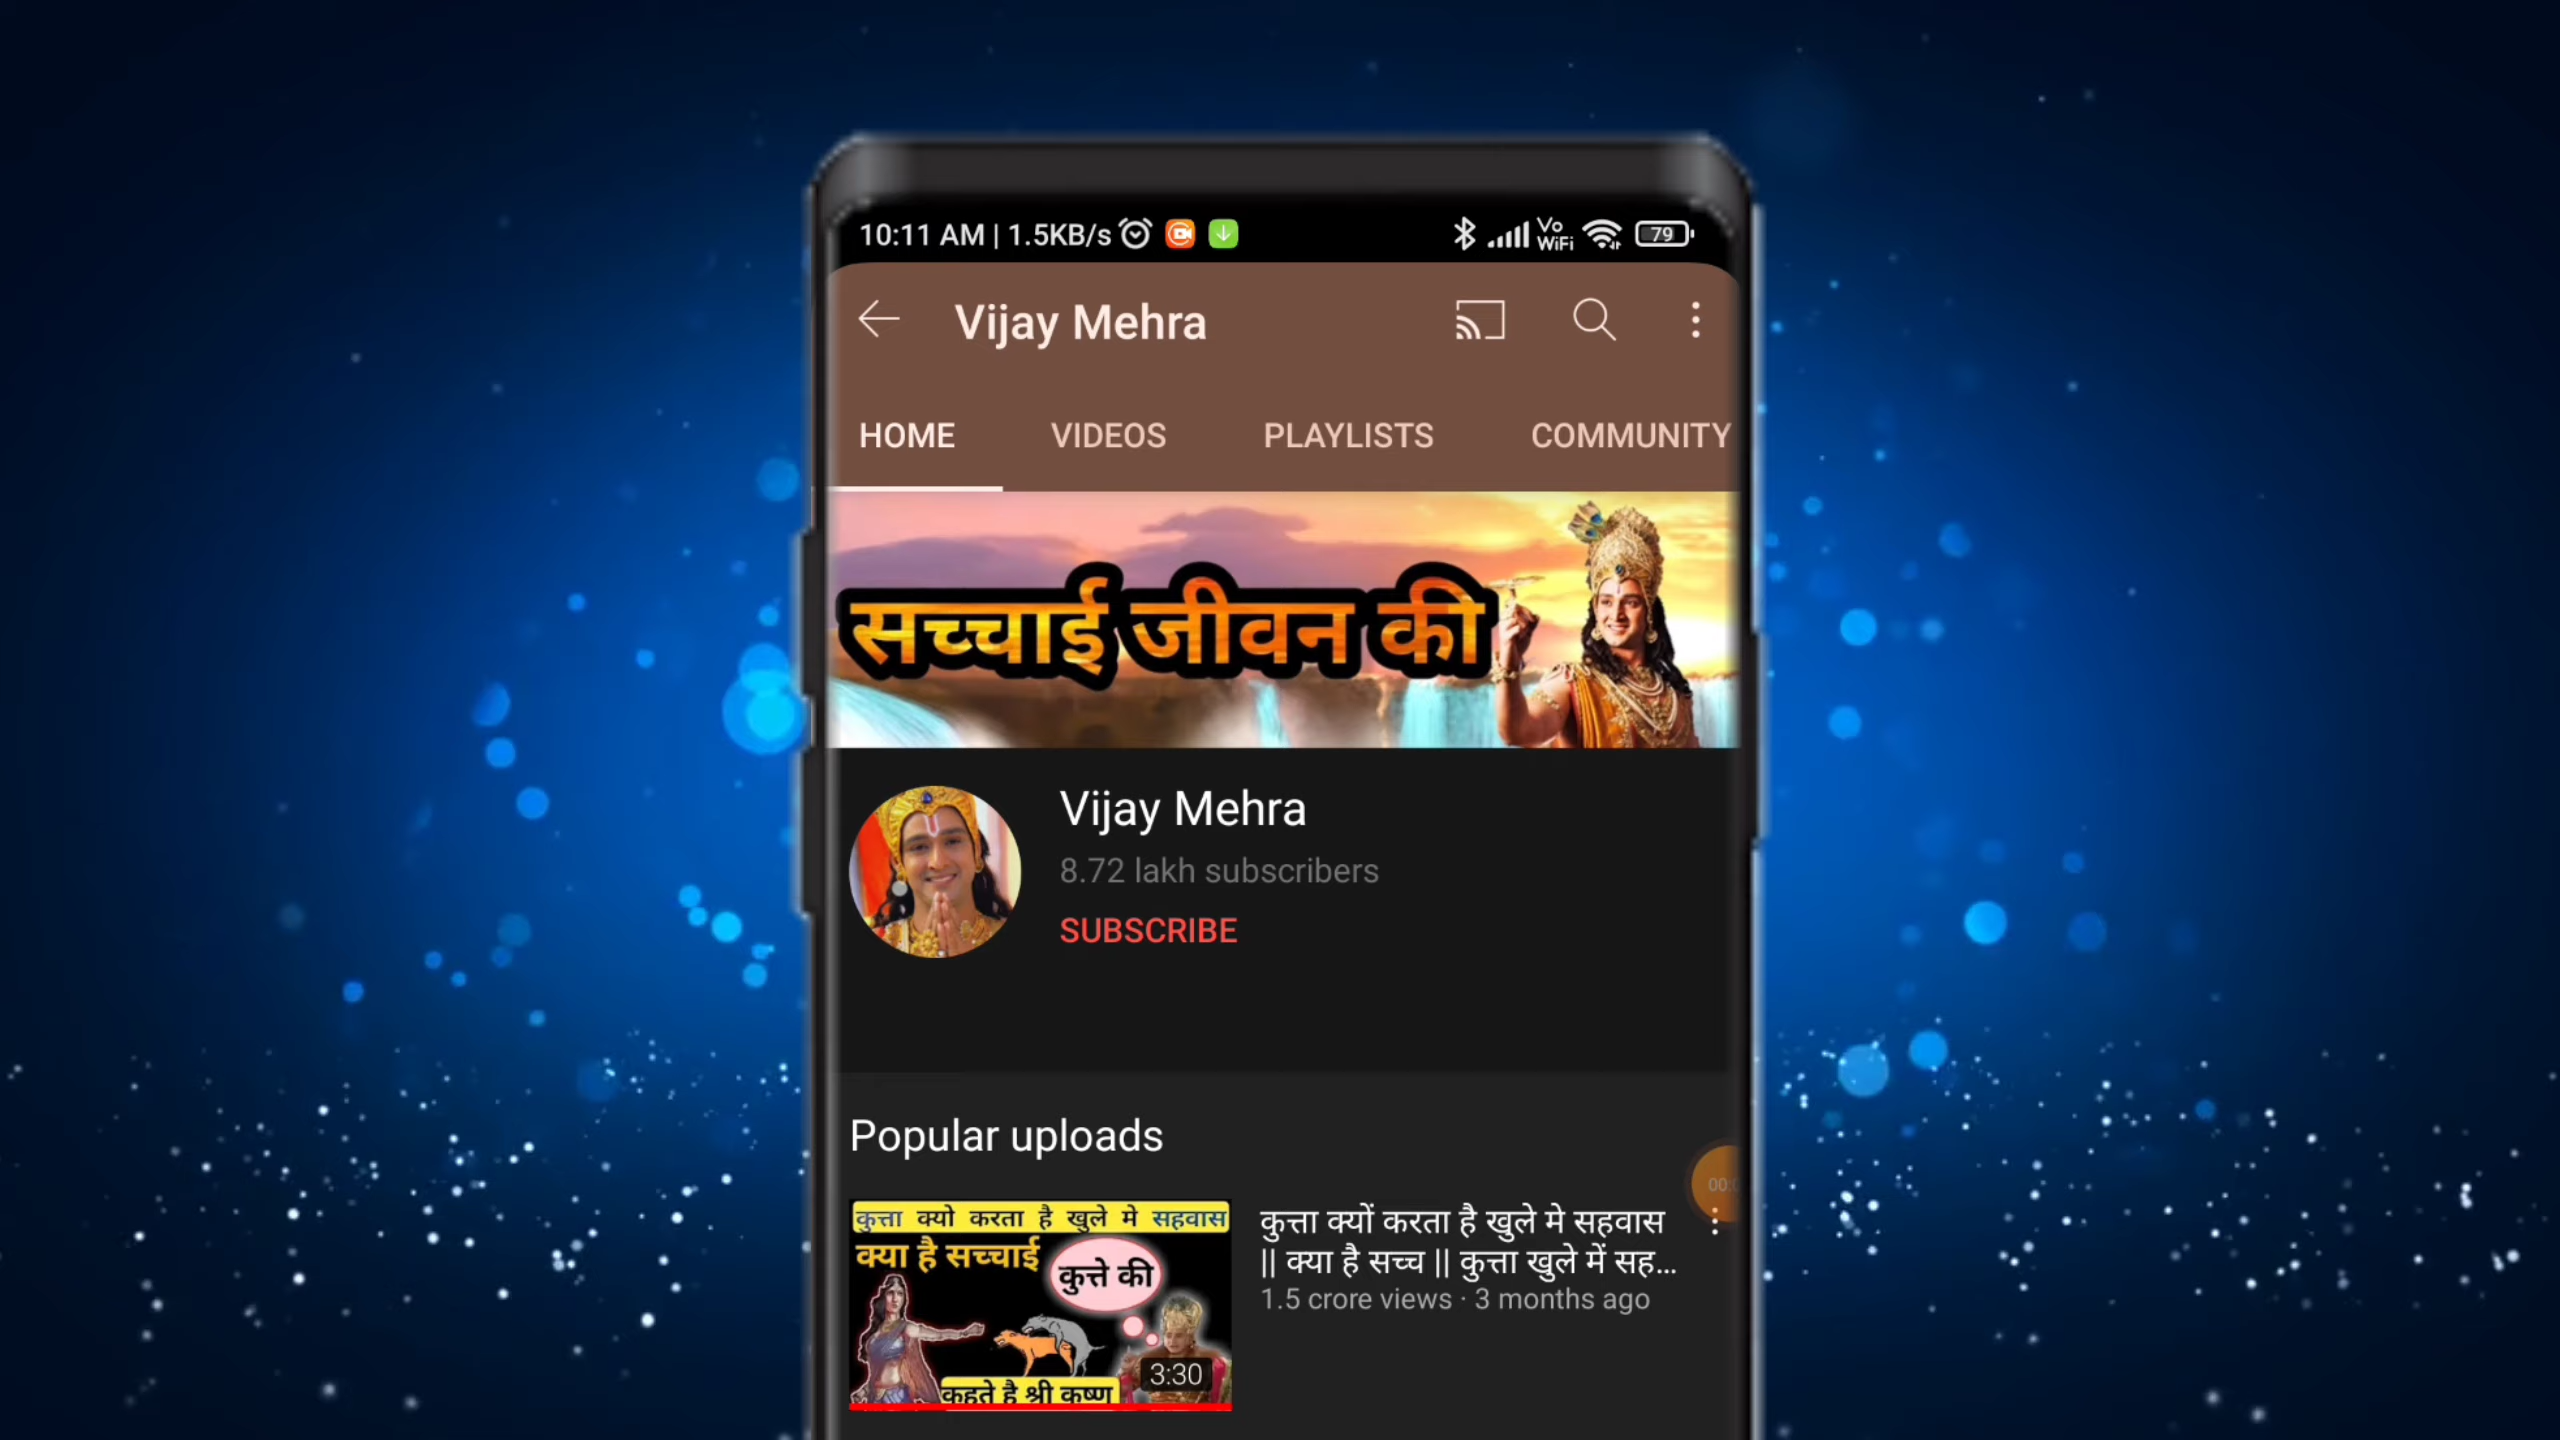 10:11 AM | 1.5KB/s
Vo
WiFi
79
Vijay Mehra
HOME VIDEOS PLAYLISTS COMMUNITY
सच्चाई जीवन की
Vijay Mehra
8.72 lakh subscribers
SUBSCRIBE
Popular uploads
कुत्ता क्यो करता है खुले मे सहवास
क्या है सच्चाई
कुत्ते की
कहते है श्री कृष्ण
3:30
कुत्ता क्यों करता है खुले मे सहवास
|| क्या है सच्च || कुत्ता खुले में सह...
1.5 crore views · 3 months ago